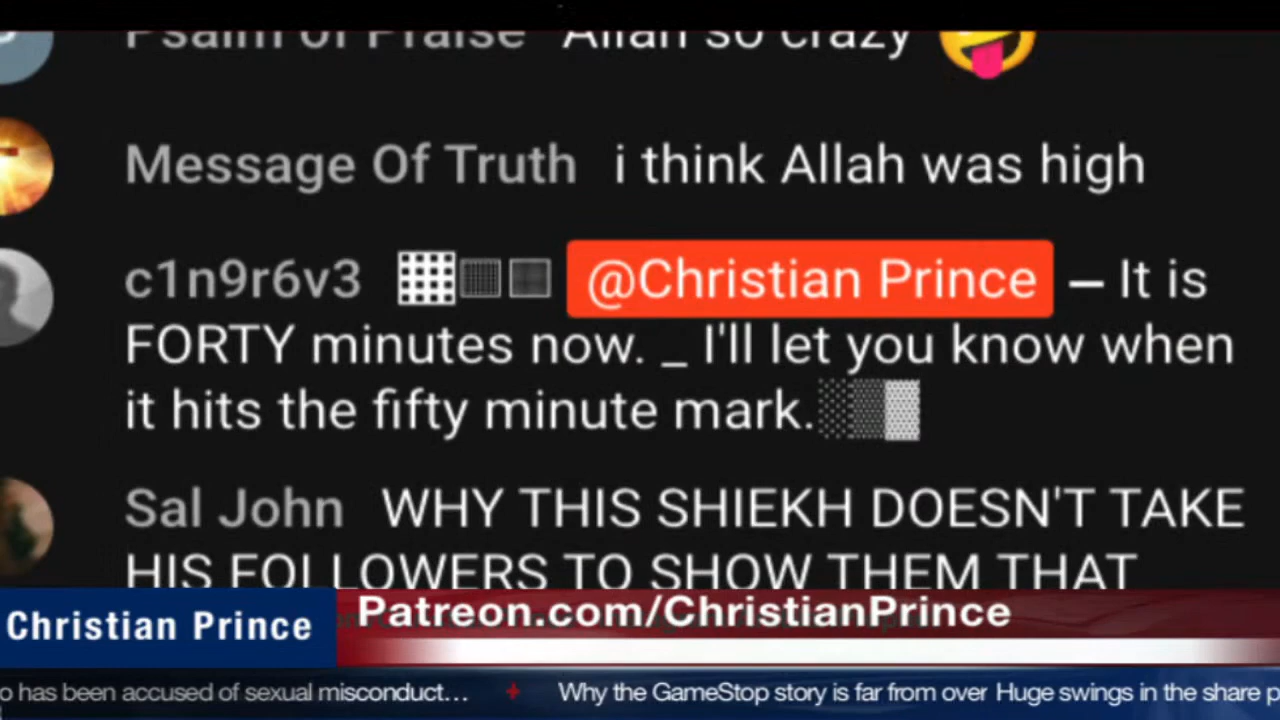 Psalm of Praise Allah so crazy
Message Of Truth i think Allah was high
c1n9r6v3 @Christian Prince – It is
FORTY minutes now. _ I'll let you know when
it hits the fifty minute mark.
Sal John WHY THIS SHIEKH DOESN'T TAKE
HIS FOLLOWERS TO SHOW THEM THAT
Christian Prince Patreon.com/ChristianPrince
o has been accused of sexual misconduct... Why the GameStop story is far from over Huge swings in the share p